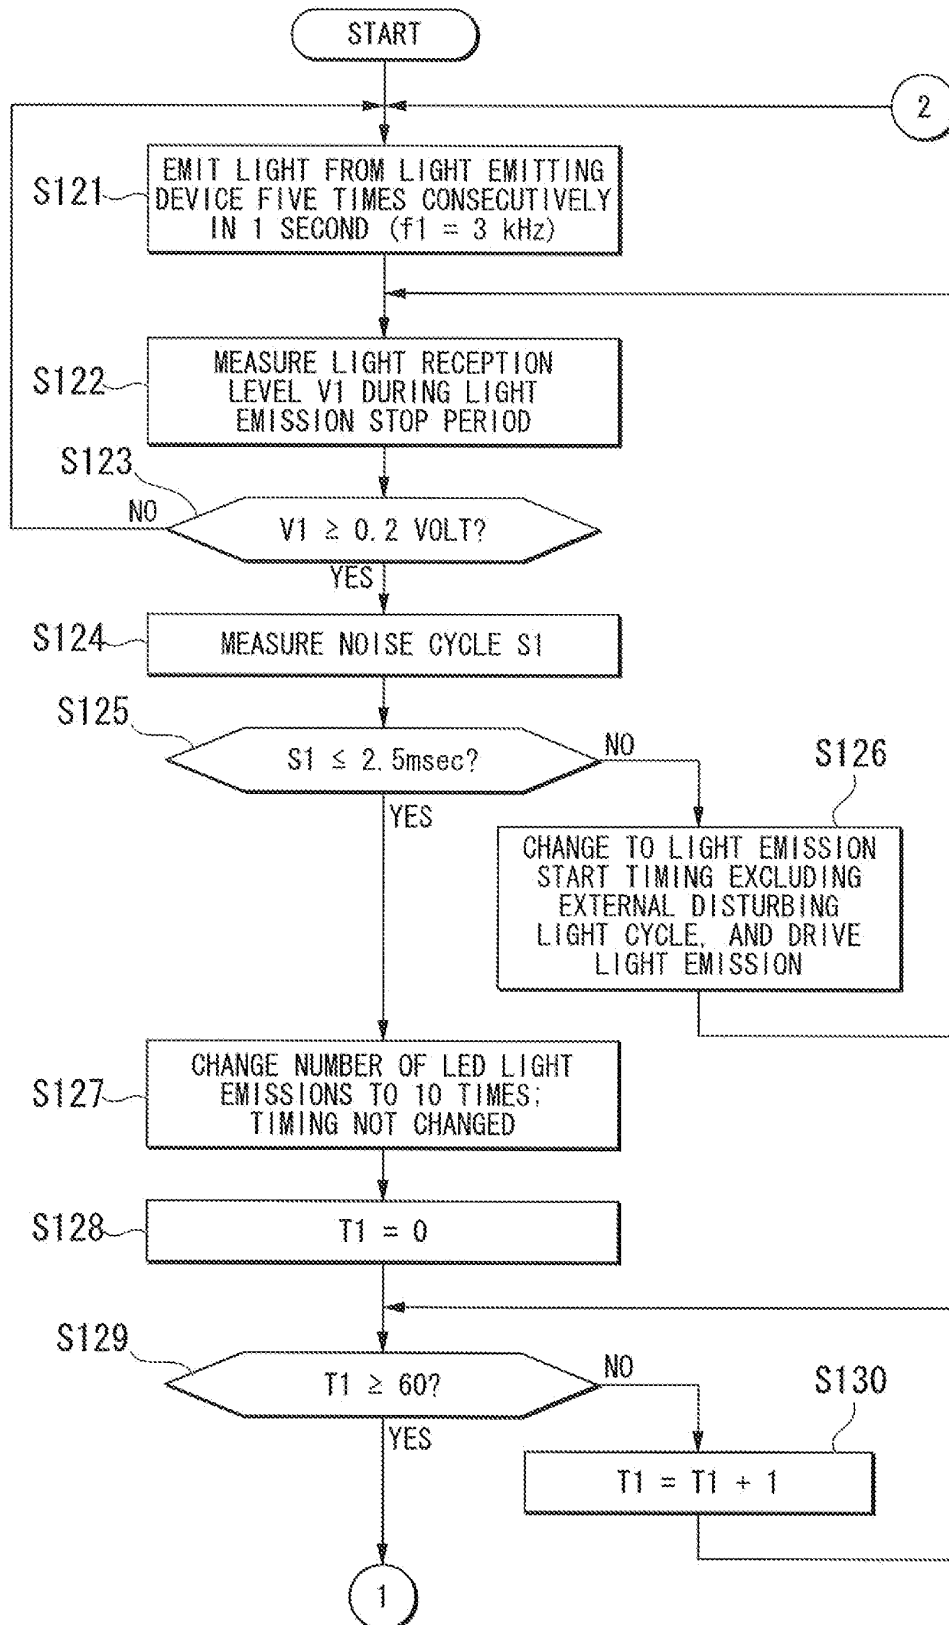 START
2
S121
EMIT LIGHT FROM LIGHT EMITTING
DEVICE FIVE TIMES CONSECUTIVELY
IN 1 SECOND (f1 = 3 kHz)
S122
MEASURE LIGHT RECEPTION
LEVEL V1 DURING LIGHT
EMISSION STOP PERIOD
S123
NO
V1 ≥ 0.2 VOLT?
YES
S124
MEASURE NOISE CYCLE S1
S125
S1 ≤ 2.5msec?
NO
YES
S126
CHANGE TO LIGHT EMISSION
START TIMING EXCLUDING
EXTERNAL DISTURBING
LIGHT CYCLE, AND DRIVE
LIGHT EMISSION
S127
CHANGE NUMBER OF LED LIGHT
EMISSIONS TO 10 TIMES;
TIMING NOT CHANGED
S128
T1 = 0
S129
T1 ≥ 60?
NO
YES
S130
T1 = T1 + 1
1